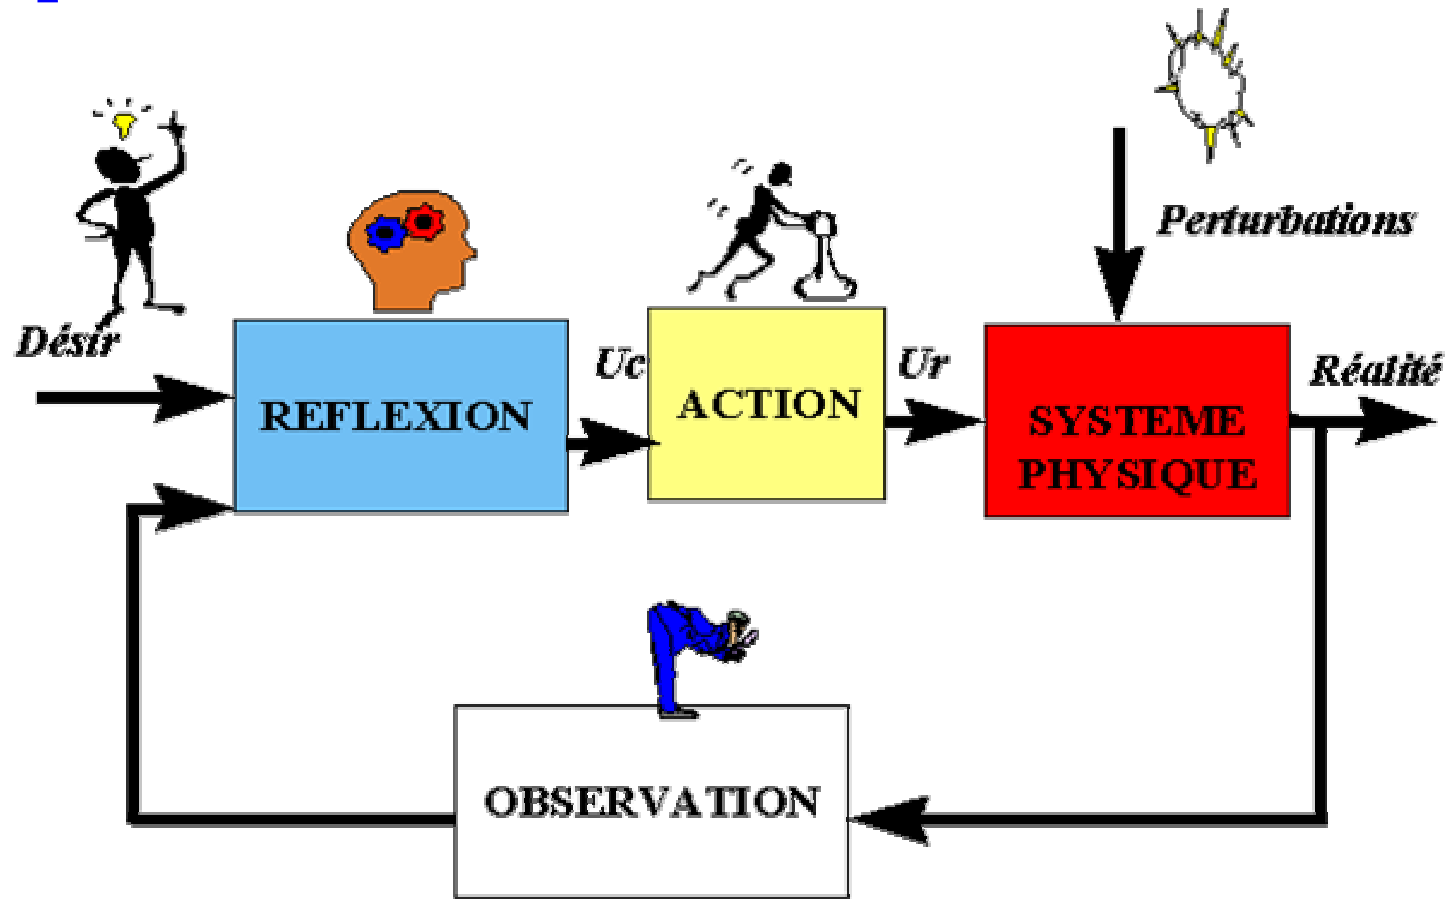 Perturbations
Désir
Uc
Ur
Réalité
REFLEXION
ACTION
SYSTEME
PHYSIQUE
OBSERVATION